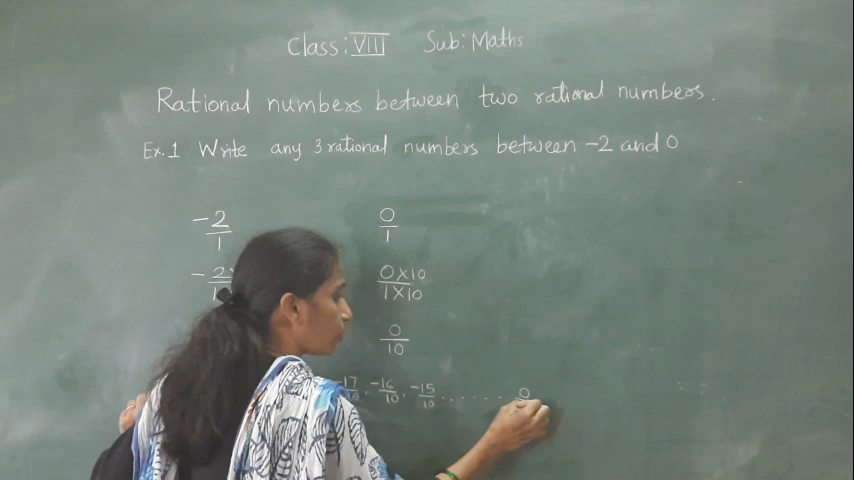 Class: VIII Sub: Maths
Rational numbers between two rational numbers.
Ex.1 Write any 3 rational numbers between -2 and 0
-2/1 0/1
-2 0×10/1×10
0/10
-17/10, -16/10, -15/10 ....... 0